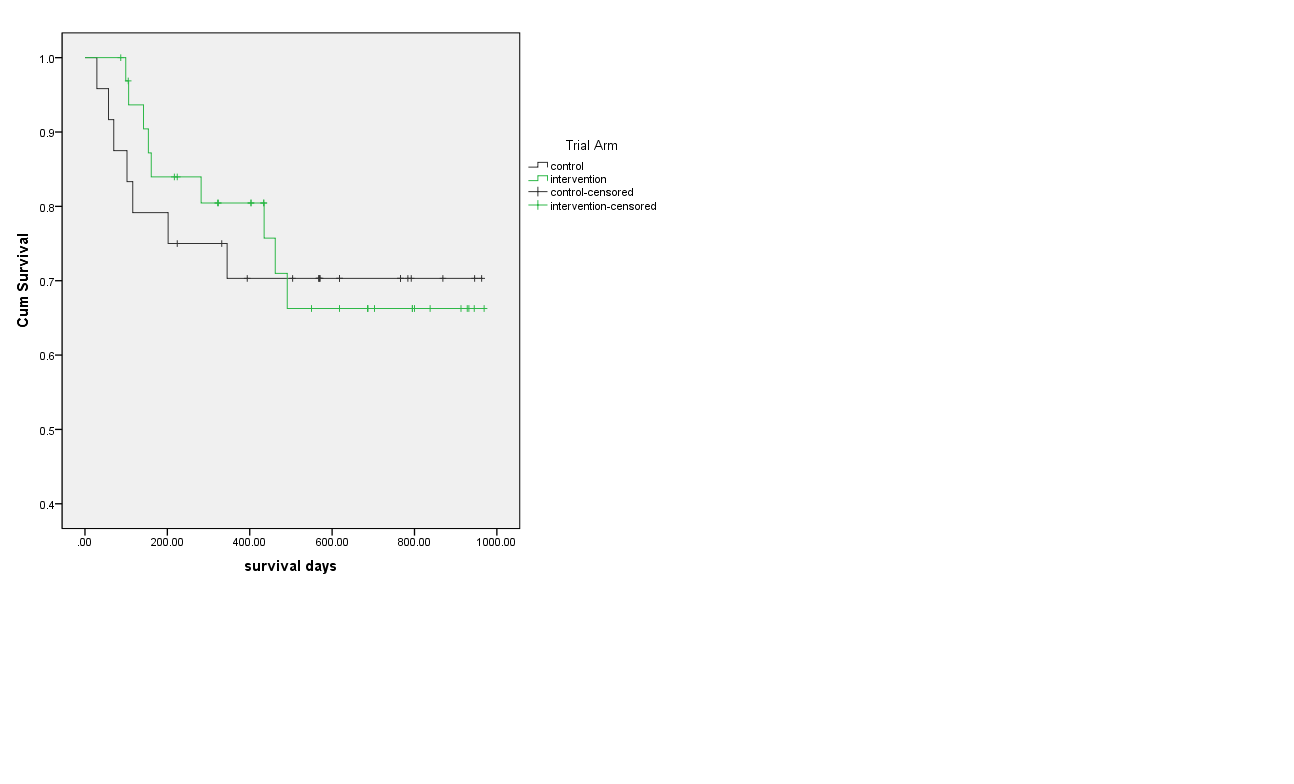 1.0
0.9
0.8
0.7
0.6
0.5
0.4
Cum Survival
.00 200.00 400.00 600.00 800.00 1000.00
survival days
Trial Arm
control
intervention
control-censored
intervention-censored